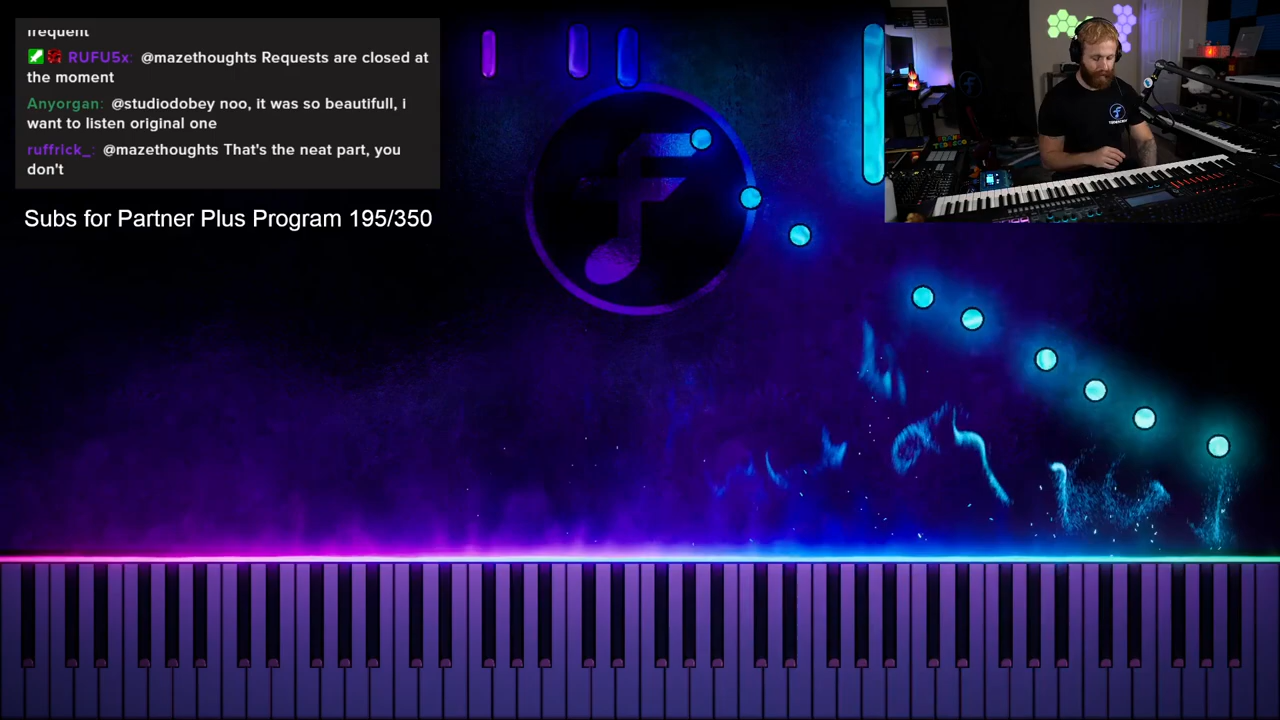 frequent
RUFU5x: @mazethoughts Requests are closed at
the moment
Anyorgan: @studiodobey noo, it was so beautifull, i
want to listen original one
ruffrick_: @mazethoughts That's the neat part, you
don't
Subs for Partner Plus Program 195/350